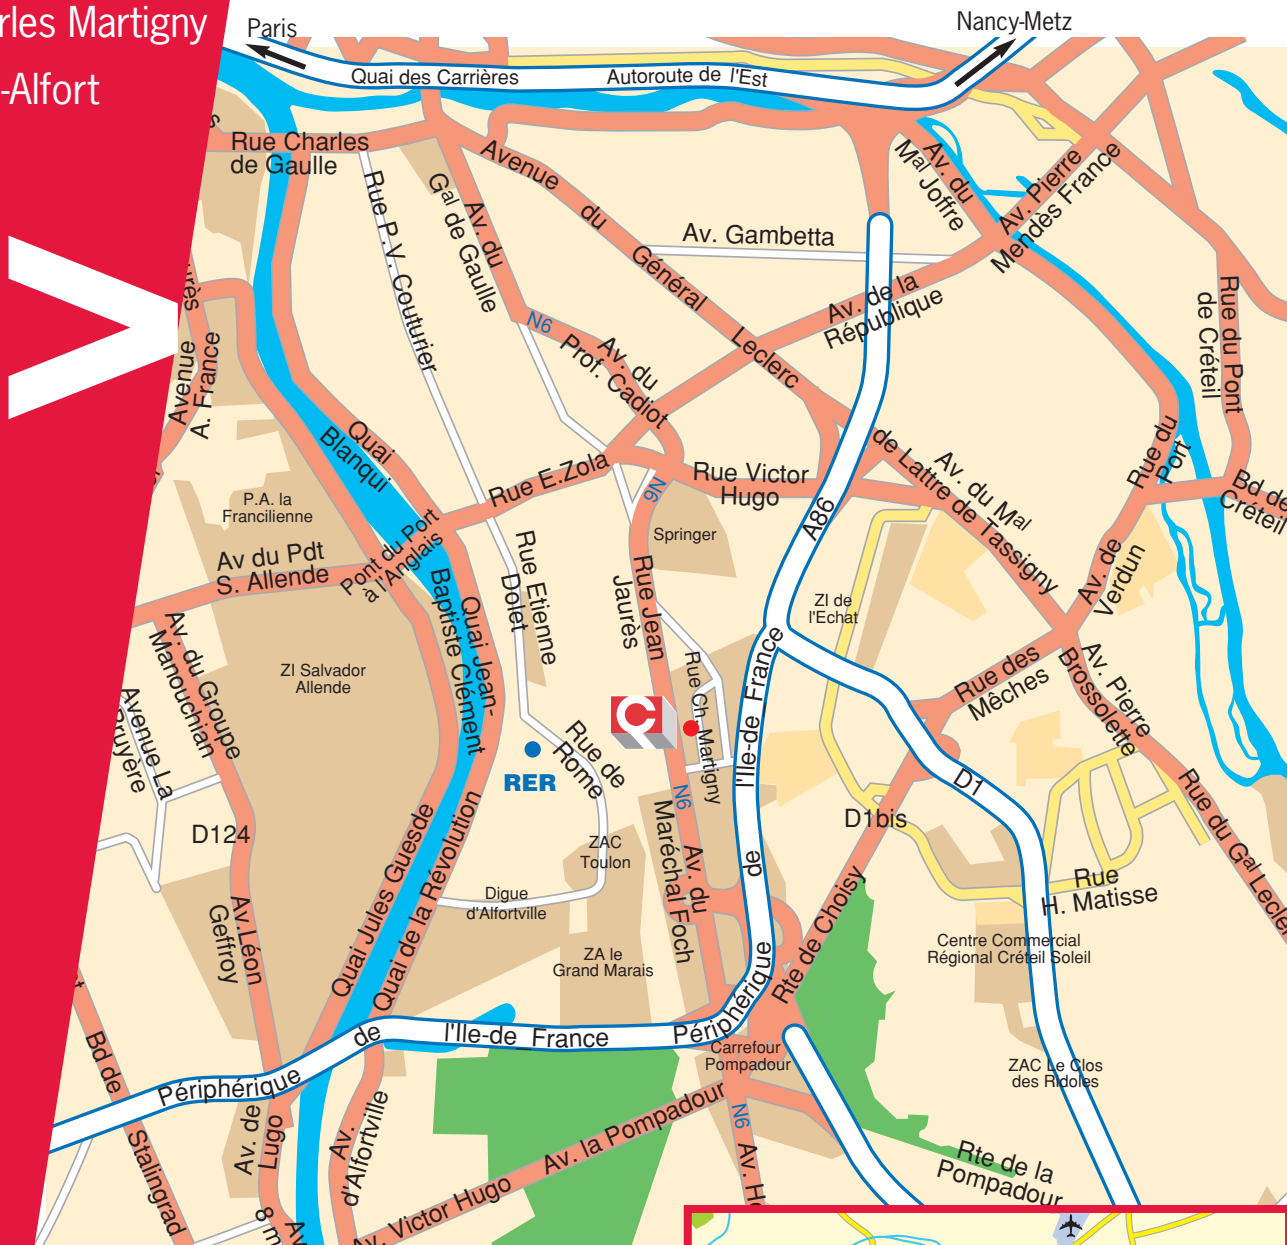 rles Martigny
-Alfort
Paris
Nancy-Metz
Quai des Carrières
Autoroute de l'Est
Rue Charles
de Gaulle
Avenue
du
Général
Leclerc
Av. du
Mal Joffre
Av. Pierre
Mendès France
Rue P.V. Couturier
Av. du
Gal de Gaulle
Av. Gambetta
Av. de la
République
Rue du Pont
de Créteil
N6
Av. du
Prof. Cadiot
Avenue
A. France
Quai
Blanqui
Rue E.Zola
N6
Rue Victor
Hugo
A86
de Lattre de Tassigny
Av. du Mal
Rue du
Port
Bd de
Créteil
P.A. la
Francilienne
Springer
Av du Pdt
S. Allende
Pont du Port
à l'Anglais
Rue Etienne
Dolet
Rue Jean
Jaurès
ZI de
l'Echat
Av. de
Verdun
Quai Jean-
Baptiste Clément
Av. du Groupe
Manouchian
ZI Salvador
Allende
Avenue La
Bruyère
Rue Ch. Martigny
l'Ile-de France
Rue des
Mêches
Av. Pierre
Brossolette
RER
Rue de
Rome
N6
D1
D1bis
Rue du Gal Lecler
D124
ZAC
Toulon
Av. du
Maréchal Foch
de
Rue
H. Matisse
Digue
d'Alfortville
Quai Jules Guesde
Quai de la Révolution
Av.Léon
Geffroy
ZA le
Grand Marais
Rte de Choisy
Centre Commercial
Régional Créteil Soleil
Périphérique
de
l'Ile-de France
Périphérique
Carrefour
Pompadour
ZAC Le Clos
des Ridoles
Bd de
Stalingrad
Av. de
Lugo
Av.
d'Alfortville
Av. la Pompadour
Av. Victor Hugo
N6
Av. H
Rte de la
Pompadour
8 m
Av